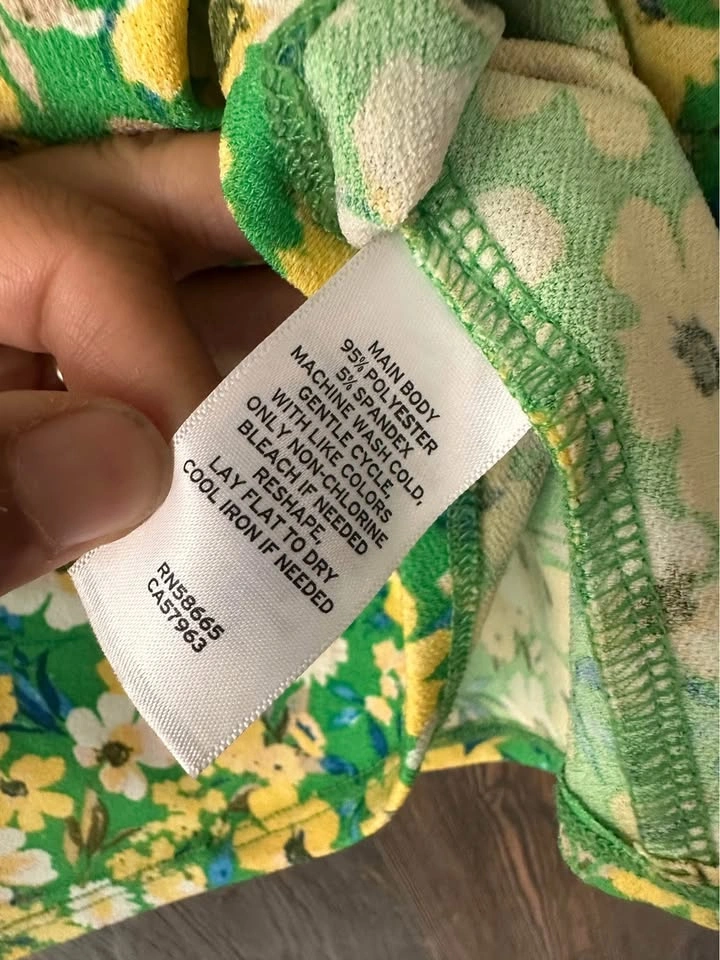 MAIN BODY
95% POLYESTER
5% SPANDEX
MACHINE WASH COLD,
GENTLE CYCLE,
WITH LIKE COLORS
ONLY NON-CHLORINE
BLEACH IF NEEDED
RESHAPE,
LAY FLAT TO DRY
COOL IRON IF NEEDED
RN58665
CA57963